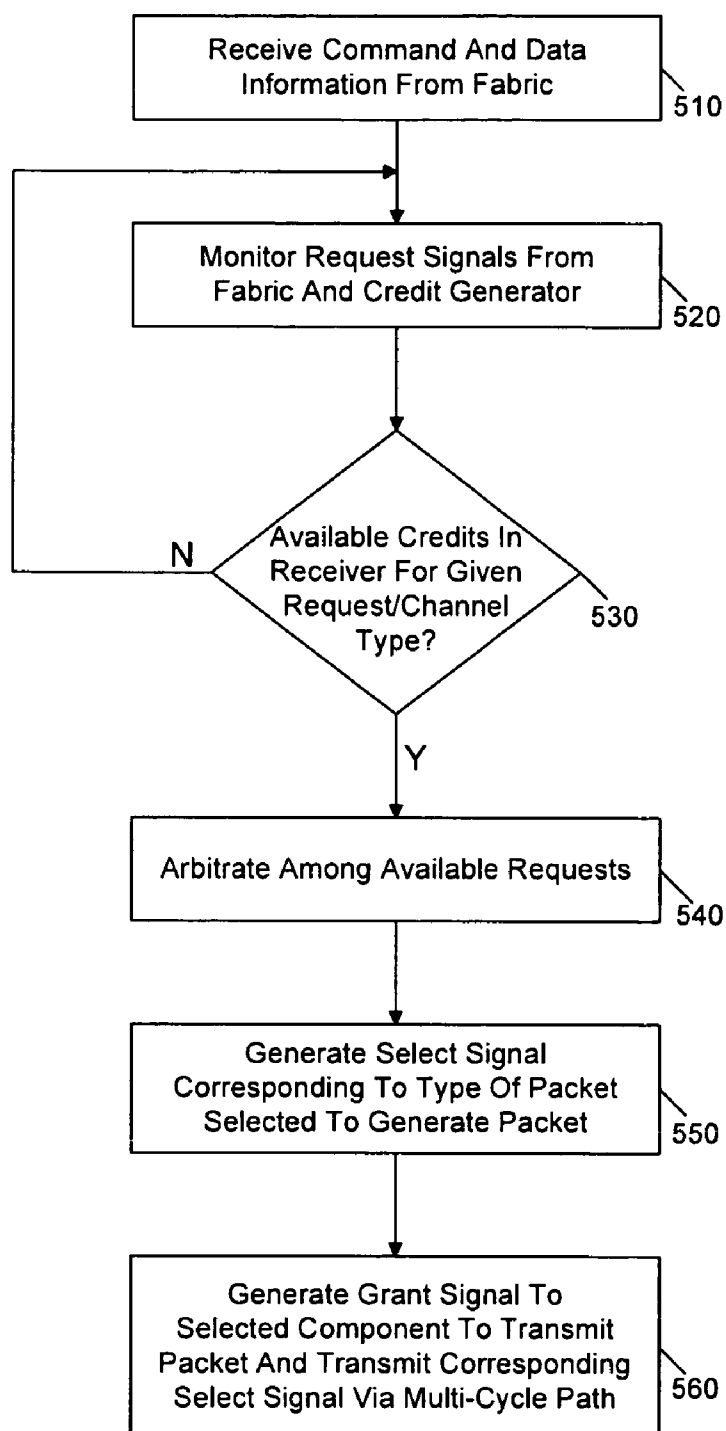 Receive Command And Data
Information From Fabric
510
Monitor Request Signals From
Fabric And Credit Generator
520
Available Credits In
Receiver For Given
Request/Channel
Type?
530
N
Y
Arbitrate Among Available Requests
540
Generate Select Signal
Corresponding To Type Of Packet
Selected To Generate Packet
550
Generate Grant Signal To
Selected Component To Transmit
Packet And Transmit Corresponding
Select Signal Via Multi-Cycle Path
560